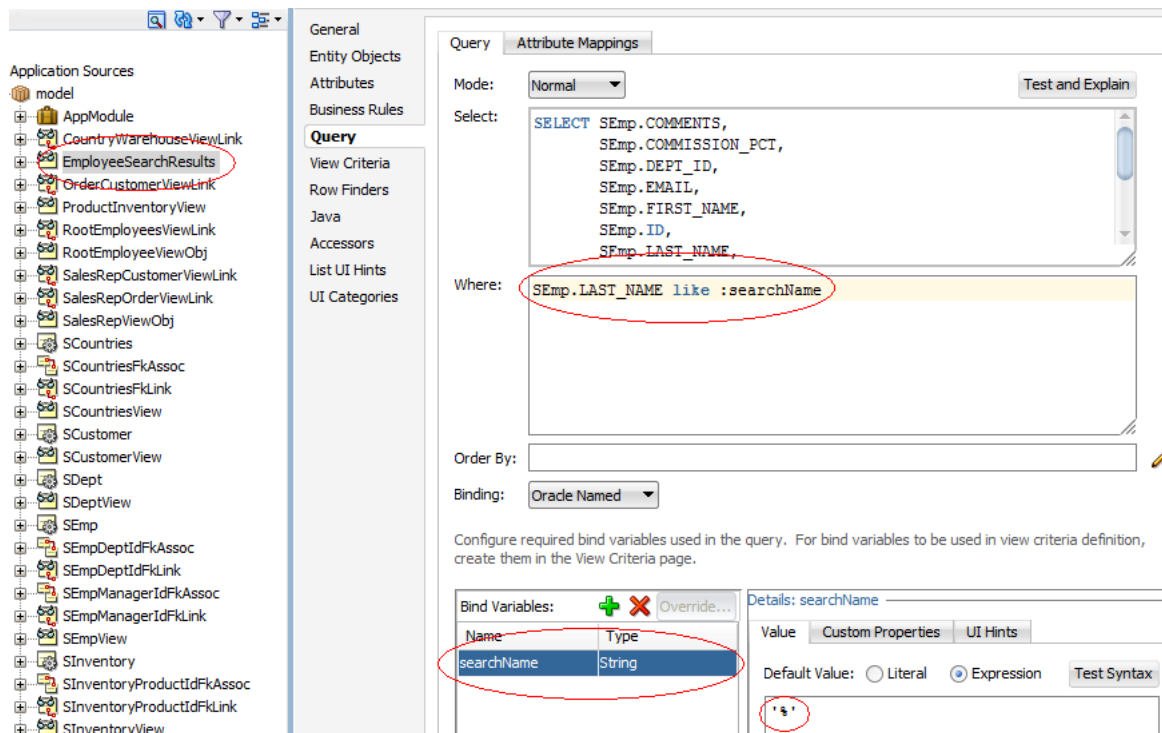 Application Sources
model
AppModule
CountryWarehouseViewLink
EmployeeSearchResults
OrderCustomerViewLink
ProductInventoryView
RootEmployeesViewLink
RootEmployeeViewObj
SalesRepCustomerViewLink
SalesRepOrderViewLink
SalesRepViewObj
SCountries
SCountriesFkAssoc
SCountriesFkLink
SCountriesView
SCustomer
SCustomerView
SDept
SDeptView
SEmp
SEmpDeptIdFkAssoc
SEmpDeptIdFkLink
SEmpManagerIdFkAssoc
SEmpManagerIdFkLink
SEmpView
SInventory
SInventoryProductIdFkAssoc
SInventoryProductIdFkLink
SInventoryView
General
Entity Objects
Attributes
Business Rules
Query
View Criteria
Row Finders
Java
Accessors
List UI Hints
UI Categories
Query Attribute Mappings
Mode: Normal Test and Explain
Select: SELECT SEmp.COMMENTS,
SEmp.COMMISSION_PCT,
SEmp.DEPT_ID,
SEmp.EMAIL,
SEmp.FIRST_NAME,
SEmp.ID,
SEmp.LAST_NAME,
Where: SEmp.LAST_NAME like :searchName
Order By:
Binding: Oracle Named
Configure required bind variables used in the query. For bind variables to be used in view criteria definition,
create them in the View Criteria page.
Bind Variables: Override...
Name Type
searchName String
Details: searchName
Value Custom Properties UI Hints
Default Value: Literal Expression Test Syntax
'%'